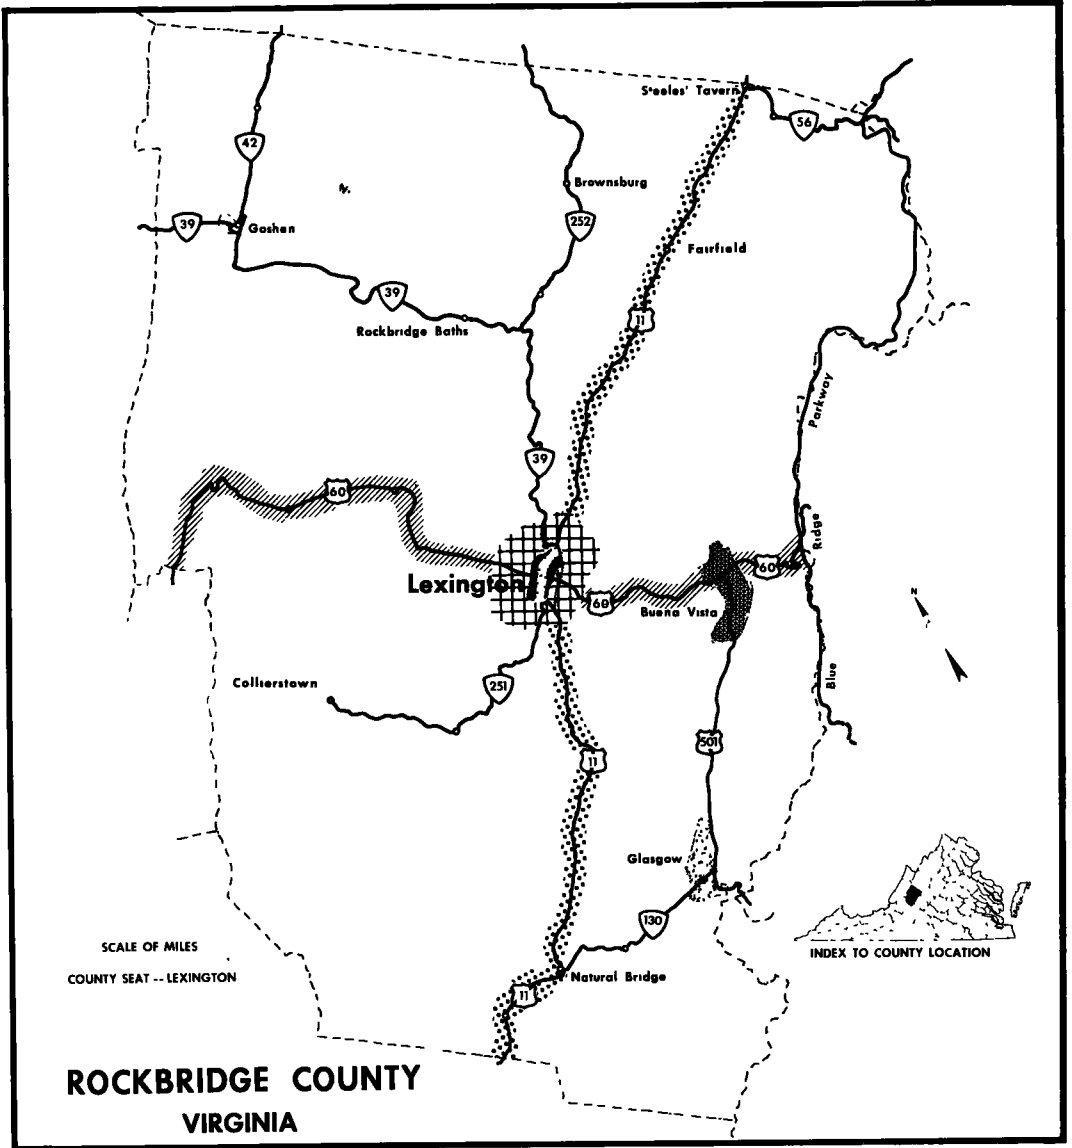 Steeles' Tavern
56
42
Brownsburg
39
Goshen
252
Fairfield
39
11
Rockbridge Baths
Parkway
39
60
Ridge
60
Lexington
60
Buena Vista
N
Blue
Collierstown
251
501
11
Glasgow
130
SCALE OF MILES
INDEX TO COUNTY LOCATION
COUNTY SEAT -- LEXINGTON
Natural Bridge
11
ROCKBRIDGE COUNTY
VIRGINIA